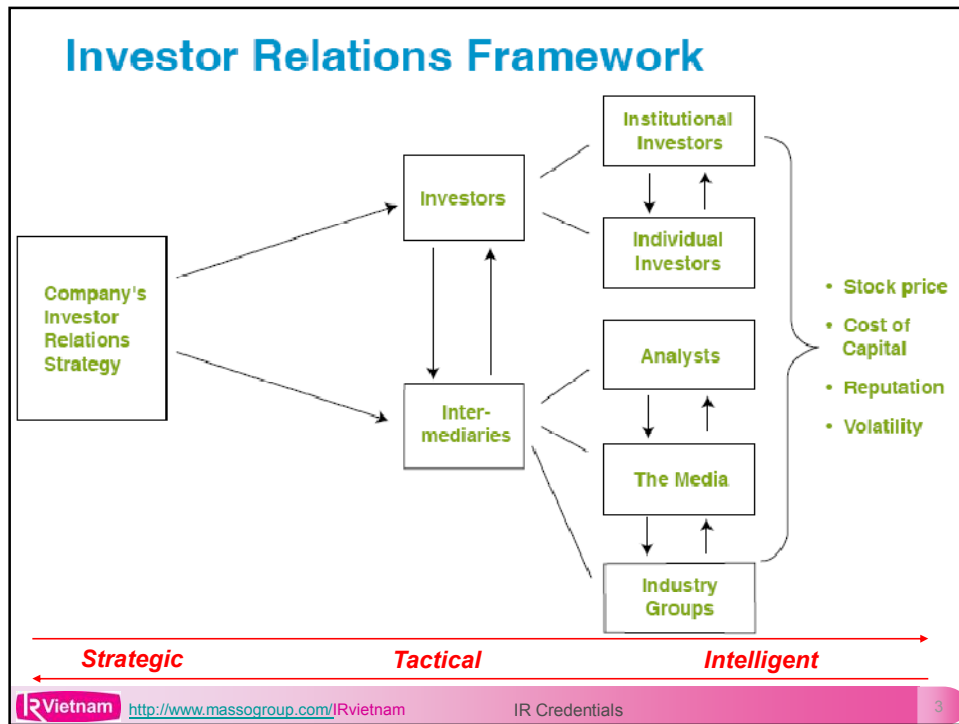 Investor Relations Framework
Institutional
Investors
Investors
Individual
Investors
Company's
Investor
Relations
Strategy
• Stock price
• Cost of
Capital
• Reputation
• Volatility
Analysts
Inter-
mediaries
The Media
Industry
Groups
Strategic
Tactical
Intelligent
IRVietnam
http://www.massogroup.com/IRvietnam
IR Credentials
3